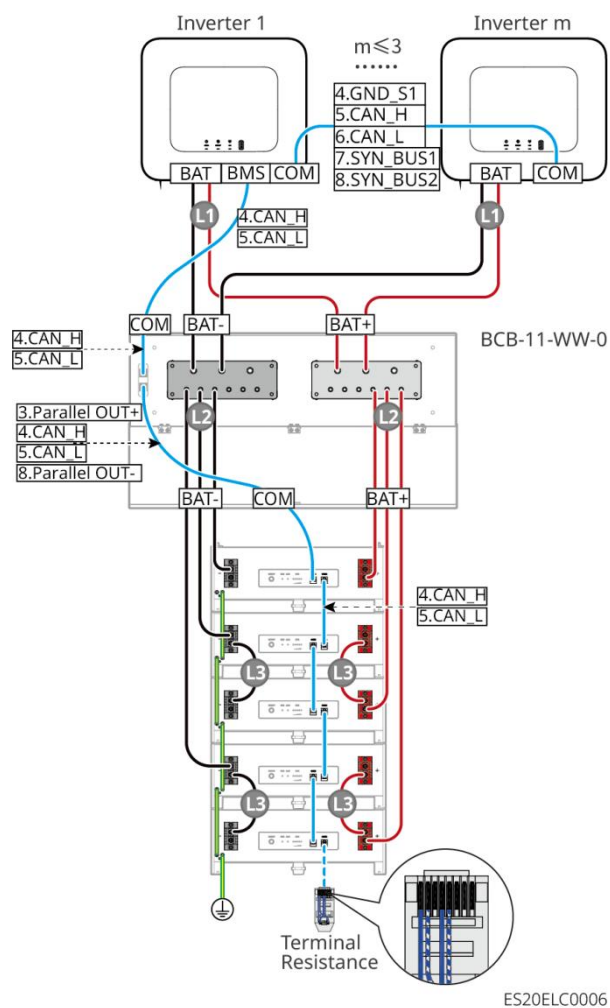 Inverter 1
Inverter m
m≤3
......
4.GND_S1
5.CAN_H
6.CAN_L
7.SYN_BUS1
8.SYN_BUS2
BAT
BMS
COM
BAT
COM
L1
4.CAN_H
5.CAN_L
L1
COM
BAT-
BAT+
BCB-11-WW-0
4.CAN_H
5.CAN_L
3.Parallel OUT+
4.CAN_H
5.CAN_L
8.Parallel OUT-
L2
L2
BAT-
COM
BAT+
4.CAN_H
5.CAN_L
L3
L3
L3
L3
Terminal
Resistance
ES20ELC0006